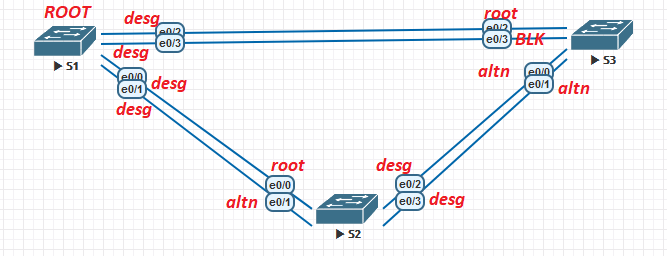 ROOT
desg
root
e0/2
e0/2
e0/3
e0/3
BLK
▶ S1
desg
▶ S3
e0/0
desg
altn
e0/0
e0/1
e0/1
altn
desg
root
desg
e0/0
e0/2
altn
e0/1
e0/3
desg
▶ S2